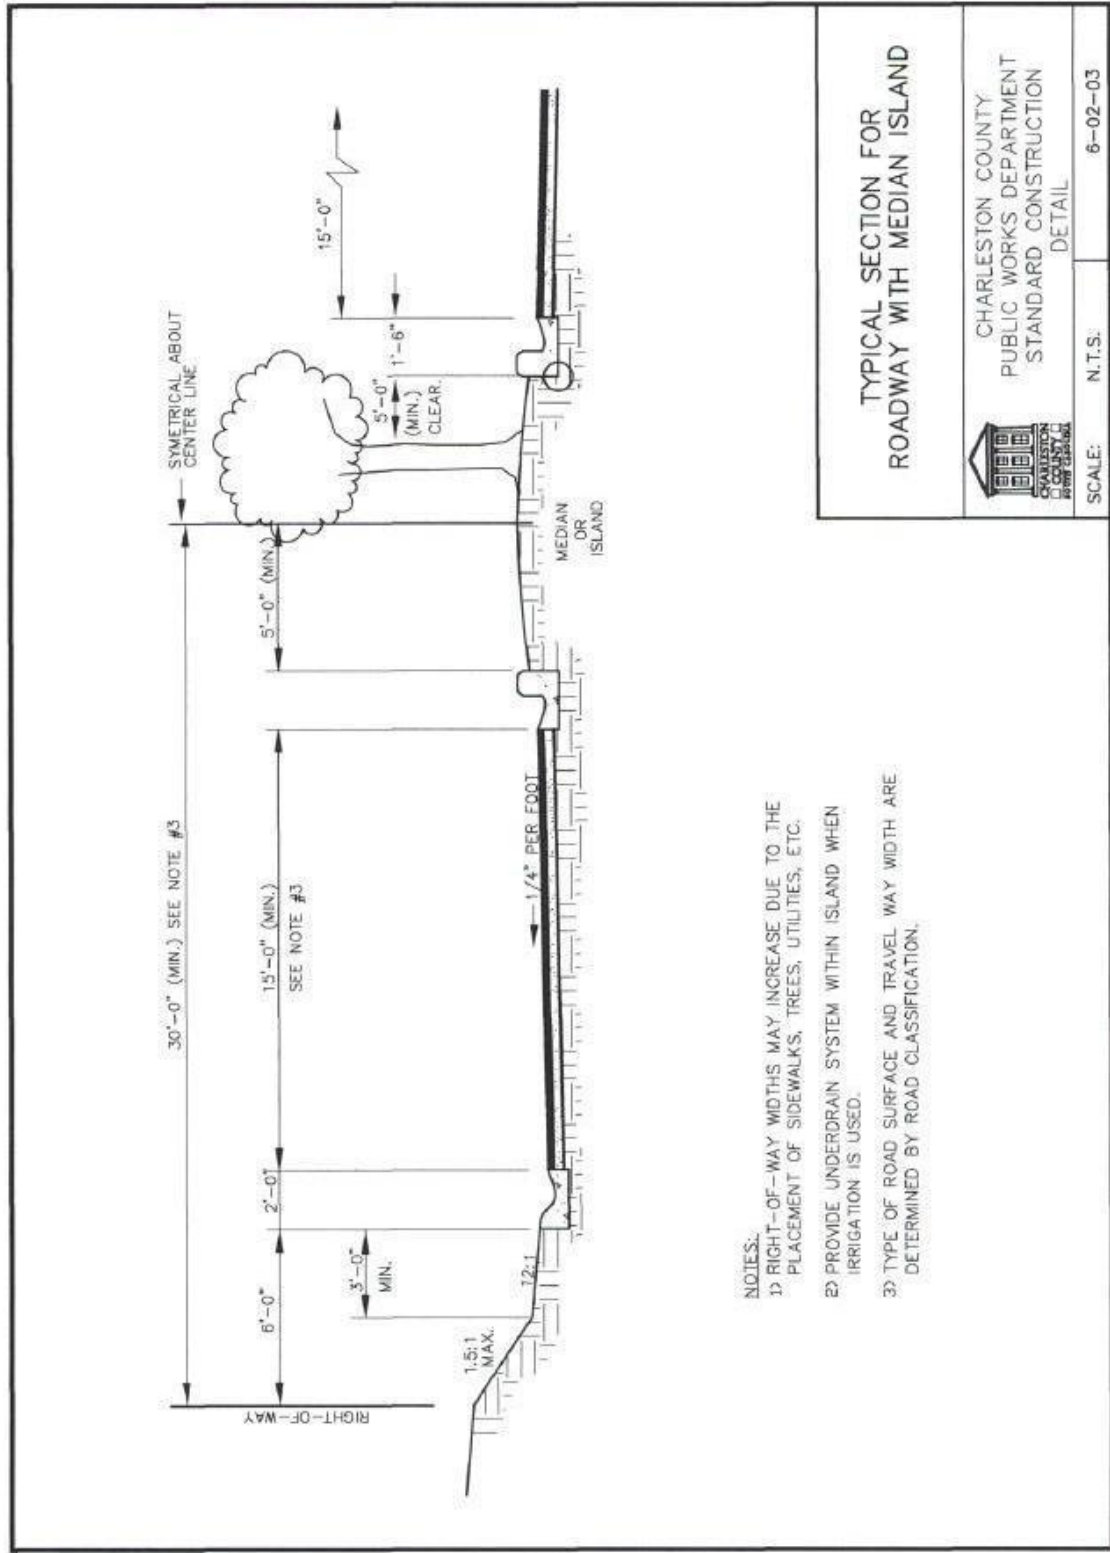 SYMETRICAL ABOUT
CENTER LINE
30'-0" (MIN.) SEE NOTE #3
15'-0"
6'-0"
2'-0"
15'-0" (MIN.)
SEE NOTE #3
5'-0" (MIN.)
3'-0"
MIN.
1'-6"
5'-0"
(MIN.)
CLEAR.
RIGHT-OF-WAY
1.5:1
MAX.
12:1
1/4" PER FOOT
MEDIAN
OR
ISLAND
NOTES:
1) RIGHT-OF-WAY WIDTHS MAY INCREASE DUE TO THE
PLACEMENT OF SIDEWALKS, TREES, UTILITIES, ETC.
2) PROVIDE UNDERDRAIN SYSTEM WITHIN ISLAND WHEN
IRRIGATION IS USED.
3) TYPE OF ROAD SURFACE AND TRAVEL WAY WIDTH ARE
DETERMINED BY ROAD CLASSIFICATION.
TYPICAL SECTION FOR
ROADWAY WITH MEDIAN ISLAND
CHARLESTON
COUNTY
SOUTH CAROLINA
CHARLESTON COUNTY
PUBLIC WORKS DEPARTMENT
STANDARD CONSTRUCTION
DETAIL
SCALE: N.T.S. 6-02-03